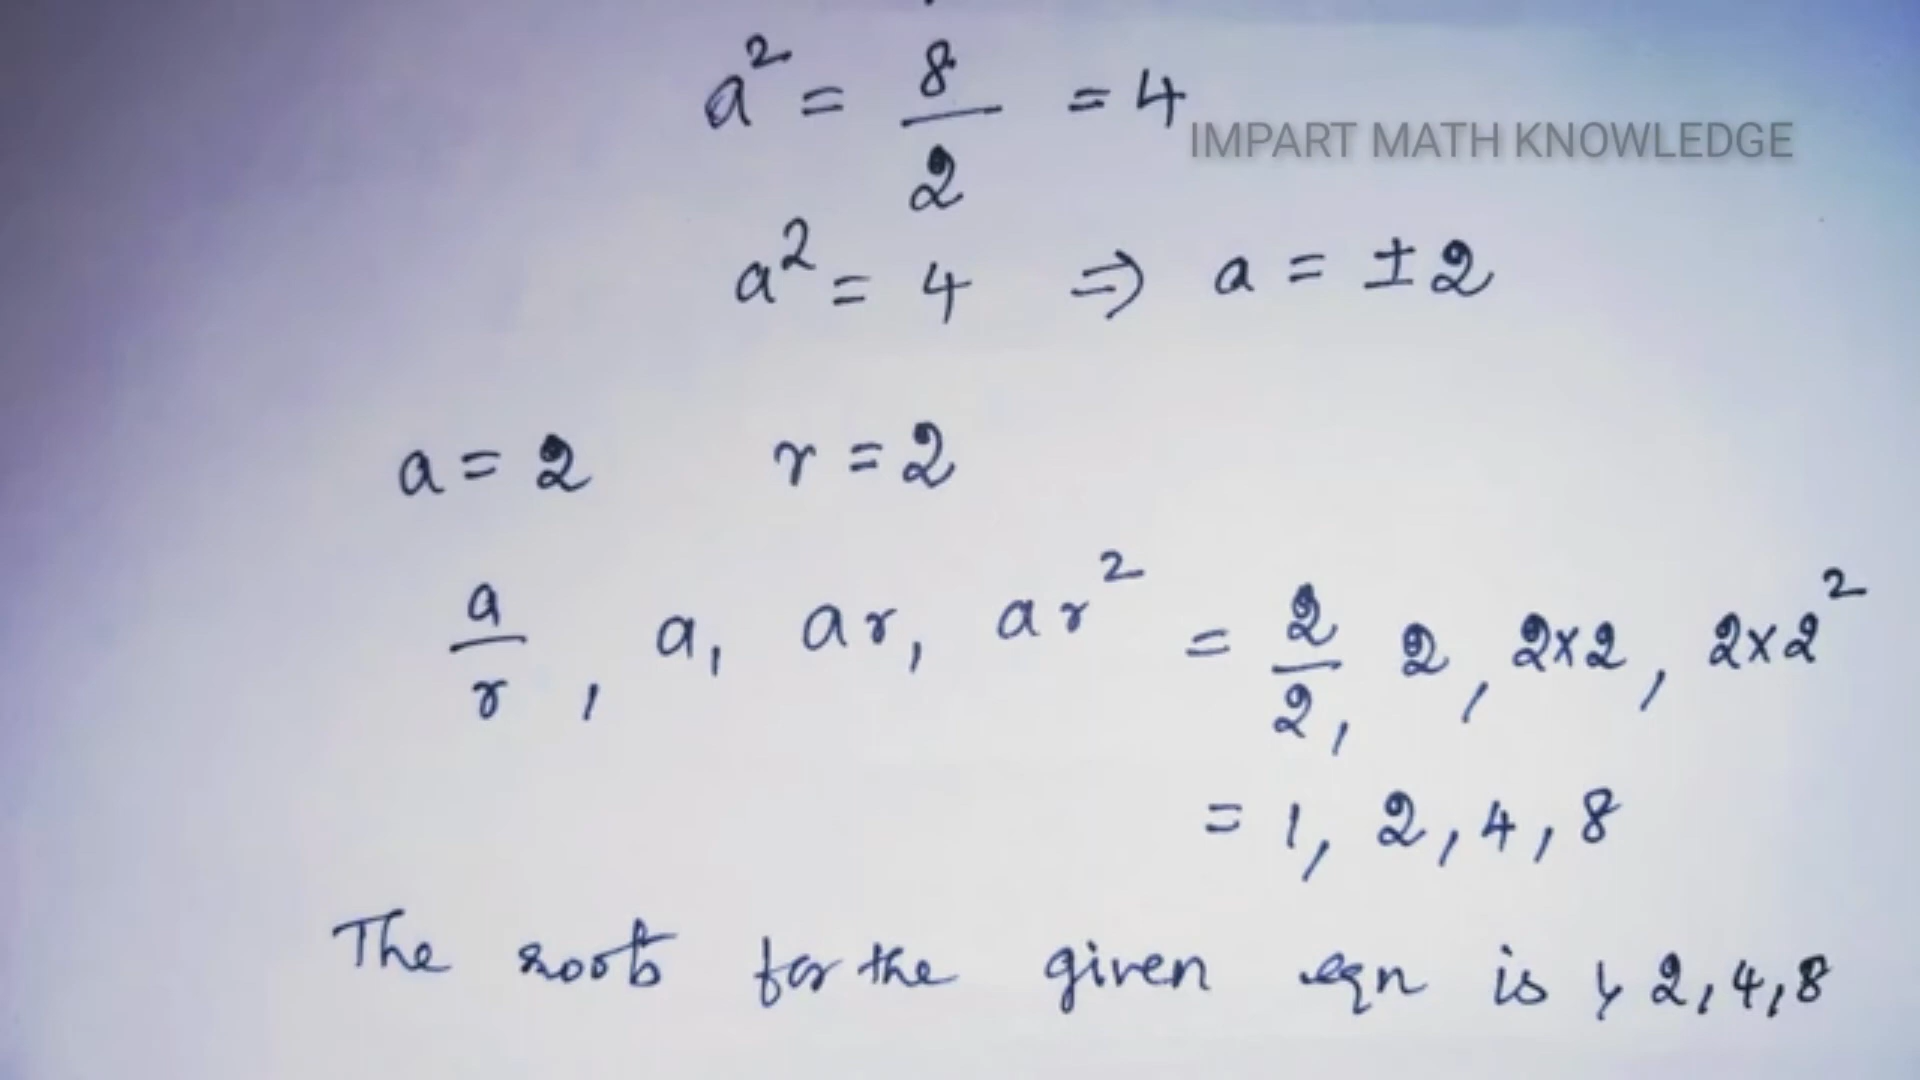 a² = 8/2 = 4
IMPART MATH KNOWLEDGE
a² = 4 ⇒ a = ±2
a = 2 r = 2
a/r, a, ar, ar² = 2/2, 2, 2×2, 2×2²
= 1, 2, 4, 8
The roots for the given eqn is 1, 2, 4, 8